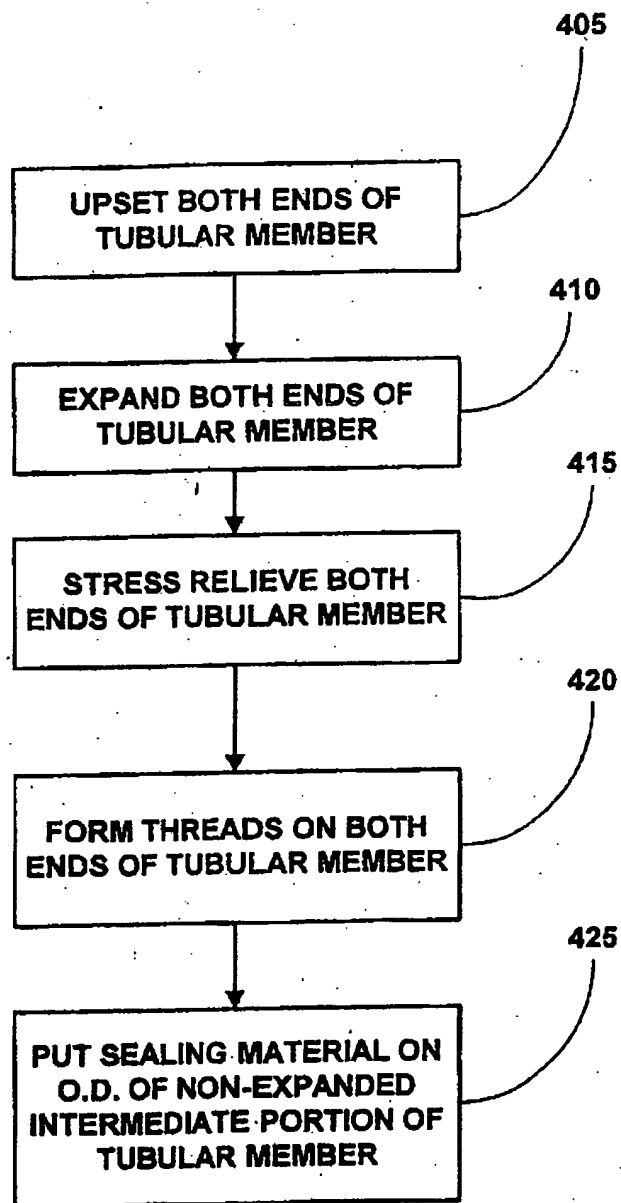 405
UPSET BOTH ENDS OF
TUBULAR MEMBER
410
EXPAND BOTH ENDS OF
TUBULAR MEMBER
415
STRESS RELIEVE BOTH
ENDS OF TUBULAR MEMBER
420
FORM THREADS ON BOTH
ENDS OF TUBULAR MEMBER
425
PUT SEALING MATERIAL ON
O.D. OF NON-EXPANDED
INTERMEDIATE PORTION OF
TUBULAR MEMBER